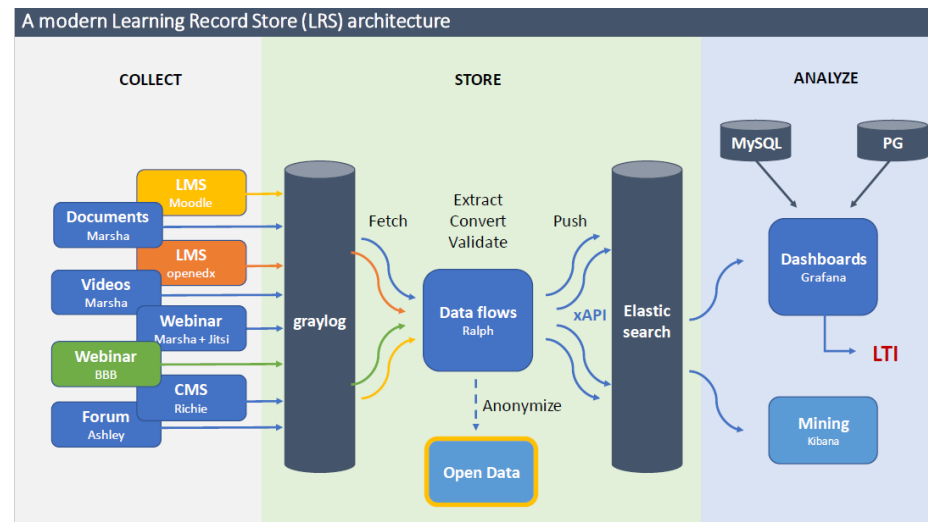 A modern Learning Record Store (LRS) architecture
COLLECT
STORE
ANALYZE
LMS
Moodle
Documents
Marsha
LMS
openedx
Videos
Marsha
Webinar
Marsha + Jitsi
Webinar
BBB
CMS
Richie
Forum
Ashley
graylog
Fetch
Extract
Convert
Validate
Push
Data flows
Ralph
xAPI
Anonymize
Open Data
Elastic
search
MySQL
PG
Dashboards
Grafana
LTI
Mining
Kibana